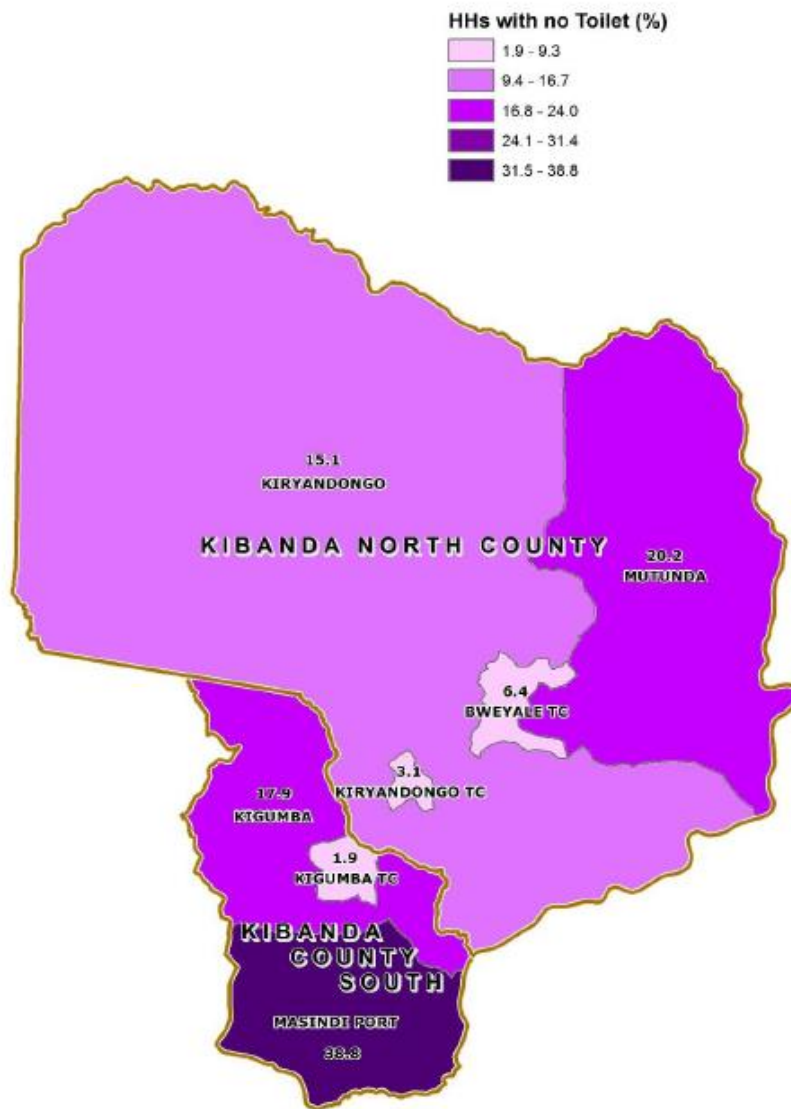 HHs with no Toilet (%)
1.9 - 9.3
9.4 - 16.7
16.8 - 24.0
24.1 - 31.4
31.5 - 38.8
15.1
KIRYANDONGO
KIBANDA NORTH COUNTY
20.2
MUTUNDA
6.4
BWEYALE TC
3.1
KIRYANDONGO TC
17.9
KIGUMBA
1.9
KIGUMBA TC
KIBANDA
COUNTY
SOUTH
MASINDI PORT
38.8